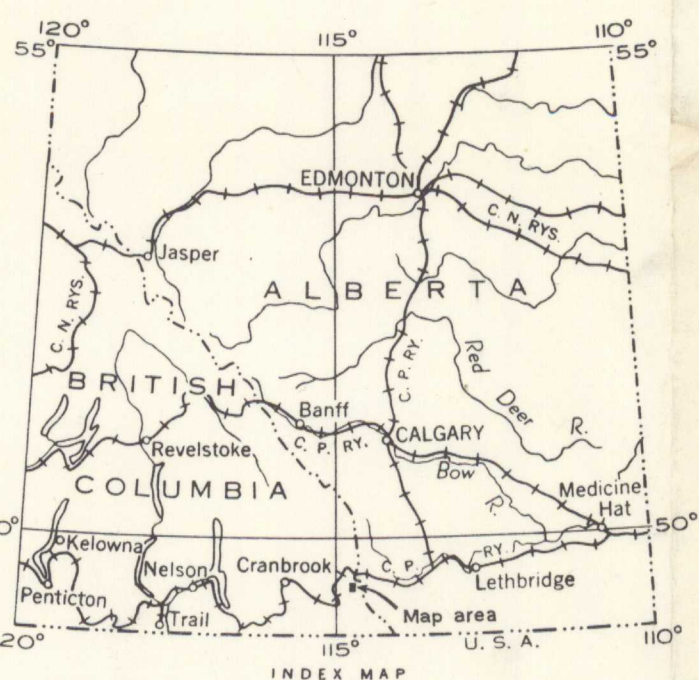 120°
115°
110°
55°
55°
EDMONTON
C. N. RYS.
Jasper
ALBERTA
C. N. RYS.
C. P. RY.
Red Deer R.
BRITISH
Banff
C. P. RY.
CALGARY
Revelstoke
Bow R.
COLUMBIA
Medicine Hat
0°
50°
Kelowna
Nelson
Cranbrook
C. P. RY.
Lethbridge
Penticton
Trail
Map area
20°
115°
U. S. A.
110°
INDEX MAP